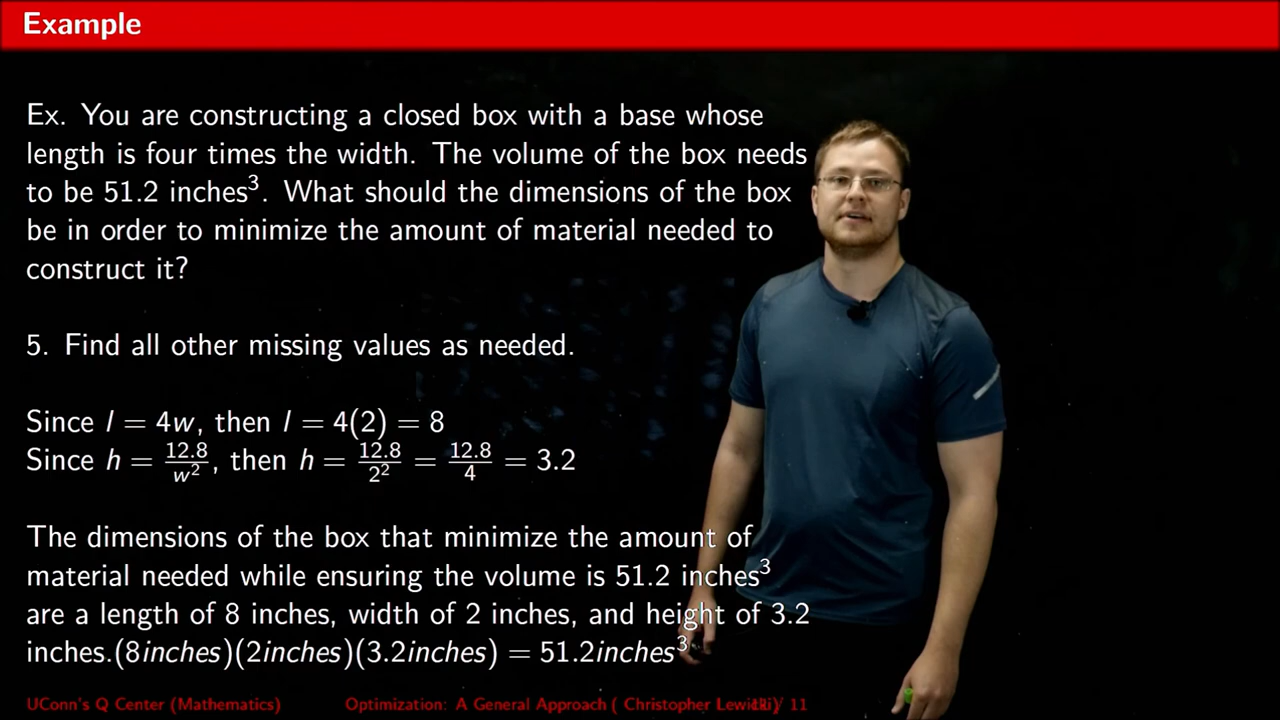 Example
Ex. You are constructing a closed box with a base whose
length is four times the width. The volume of the box needs
to be 51.2 inches³. What should the dimensions of the box
be in order to minimize the amount of material needed to
construct it?
5. Find all other missing values as needed.
Since l = 4w, then l = 4(2) = 8
Since h = 12.8/w², then h = 12.8/2² = 12.8/4 = 3.2
The dimensions of the box that minimize the amount of
material needed while ensuring the volume is 51.2 inches³
are a length of 8 inches, width of 2 inches, and height of 3.2
inches.(8inches)(2inches)(3.2inches) = 51.2inches³
UConn's Q Center (Mathematics) Optimization: A General Approach ( Christopher Lewicki) / 11